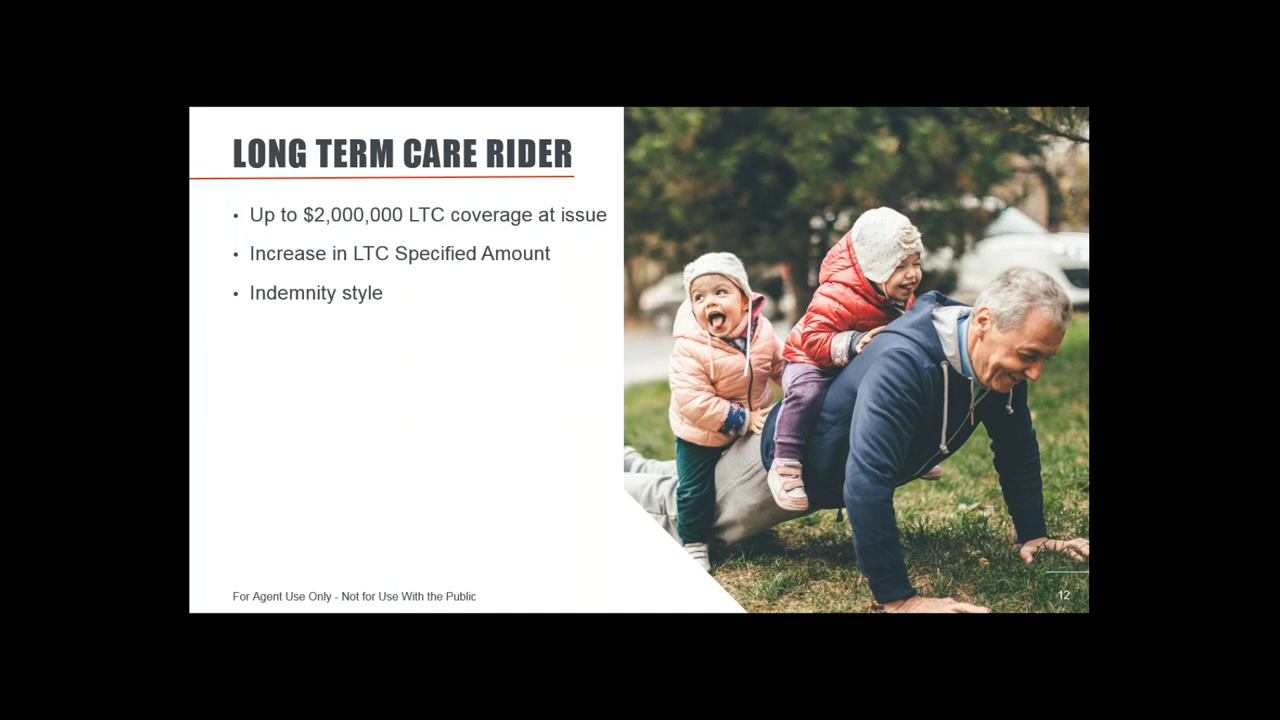 LONG TERM CARE RIDER
• Up to $2,000,000 LTC coverage at issue
• Increase in LTC Specified Amount
• Indemnity style
For Agent Use Only - Not for Use With the Public
12